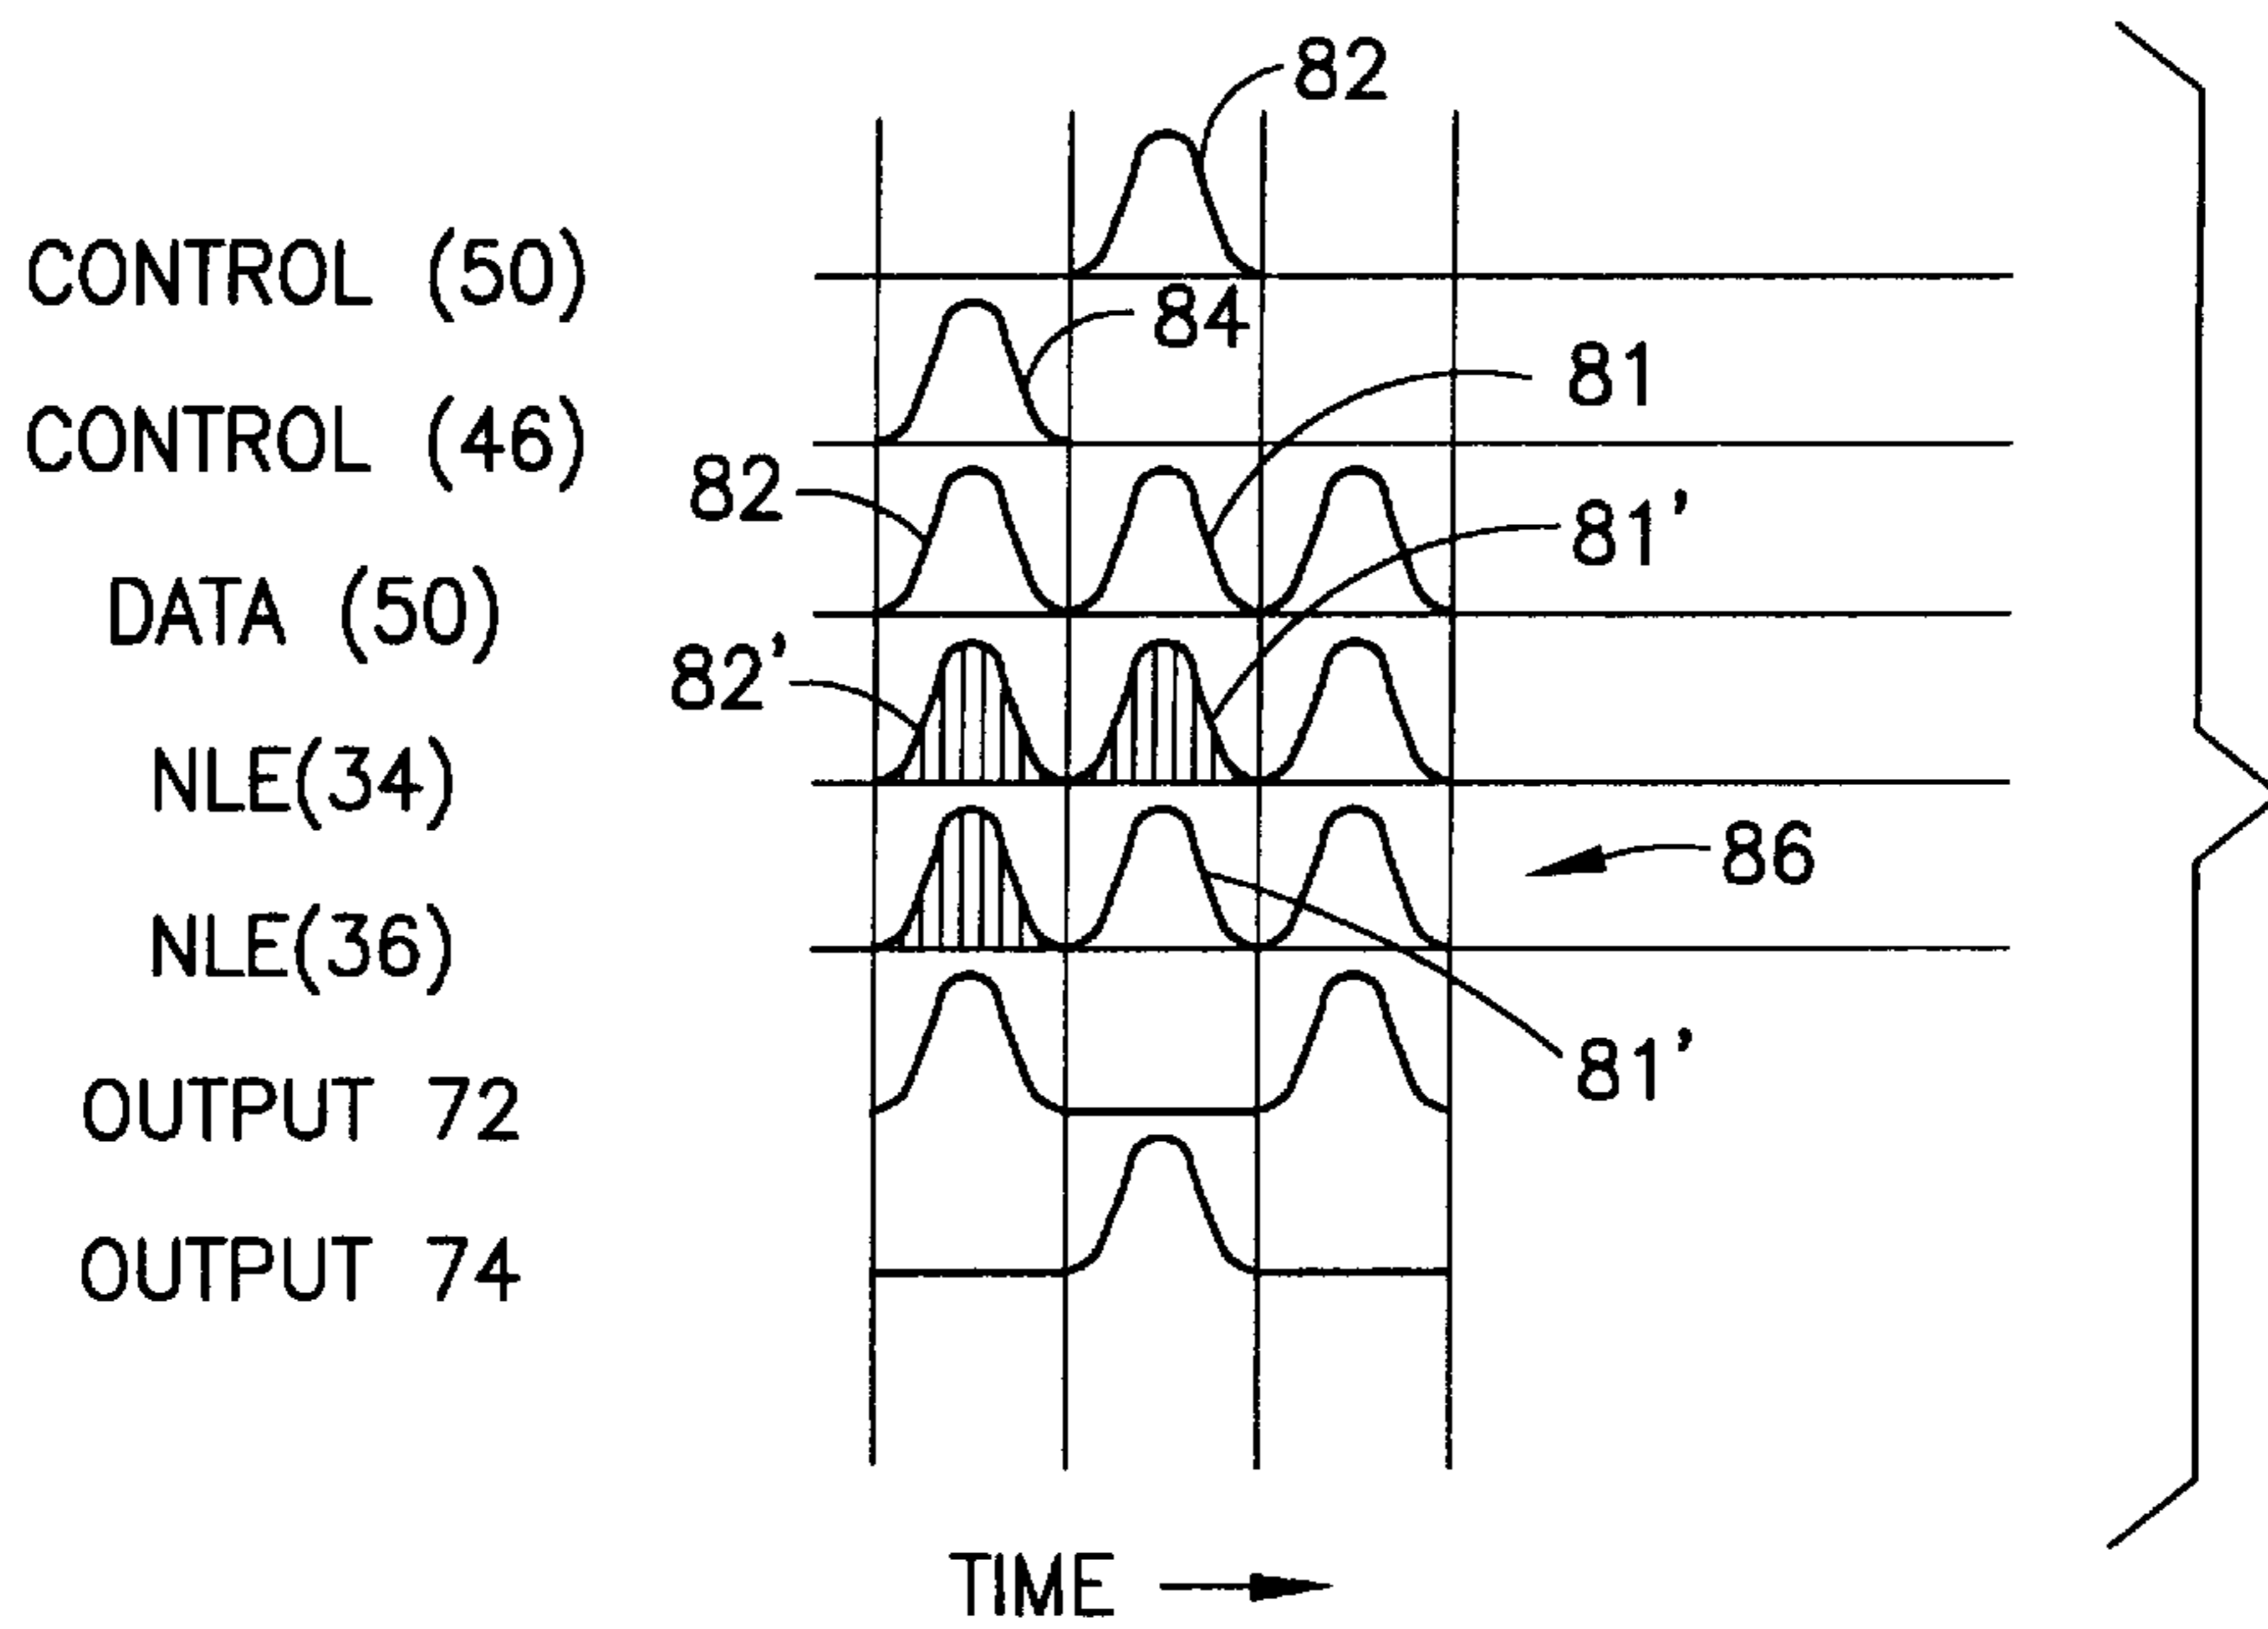 82
CONTROL (50)
84
81
CONTROL (46)
82
81'
DATA (50)
82'
NLE(34)
86
NLE(36)
81'
OUTPUT 72
OUTPUT 74
TIME